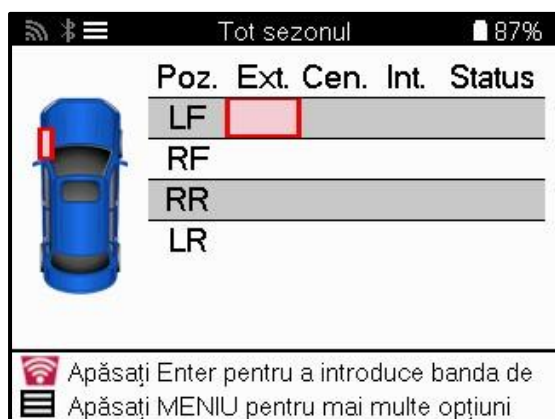 Tot sezonul 87%
Poz. Ext. Cen. Int. Status
LF
RF
RR
LR
Apăsați Enter pentru a introduce banda de
Apăsați MENIU pentru mai multe opțiuni